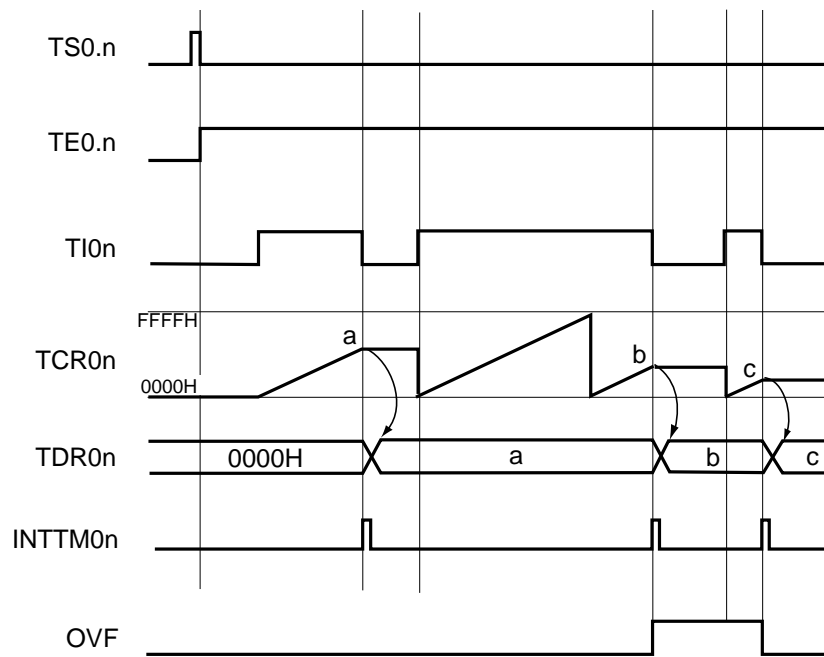 TS0.n
TE0.n
TI0n
FFFFH
a
TCR0n
b
c
0000H
TDR0n
0000H
a
b
c
INTTM0n
OVF